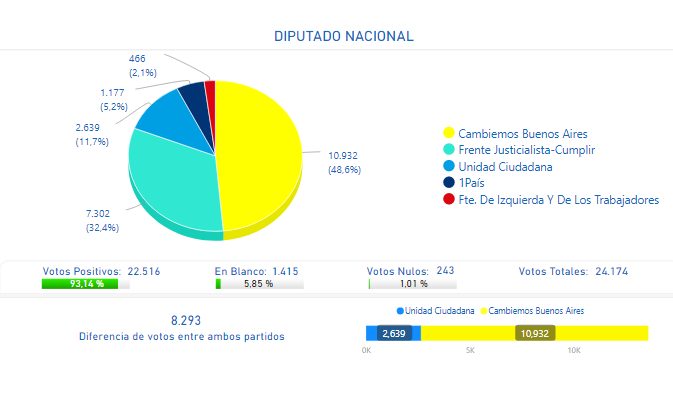 DIPUTADO NACIONAL
466
(2,1%)
1.177
(5,2%)
2.639
(11,7%)
7.302
(32,4%)
10.932
(48,6%)
Cambiemos Buenos Aires
Frente Justicialista-Cumplir
Unidad Ciudadana
1País
Fte. De Izquierda Y De Los Trabajadores
Votos Positivos: 22.516
93,14 %
En Blanco: 1.415
5,85 %
Votos Nulos: 243
1,01 %
Votos Totales: 24.174
8.293
Diferencia de votos entre ambos partidos
Unidad Ciudadana Cambiemos Buenos Aires
2,639 10,932
0K 5K 10K